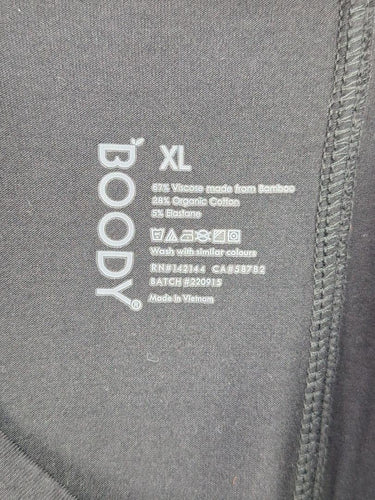 BOODY®
XL
67% Viscose made from Bamboo
28% Organic Cotton
5% Elastane
Wash with similar colours
RN#142144 CA#58782
BATCH #220915
Made in Vietnam